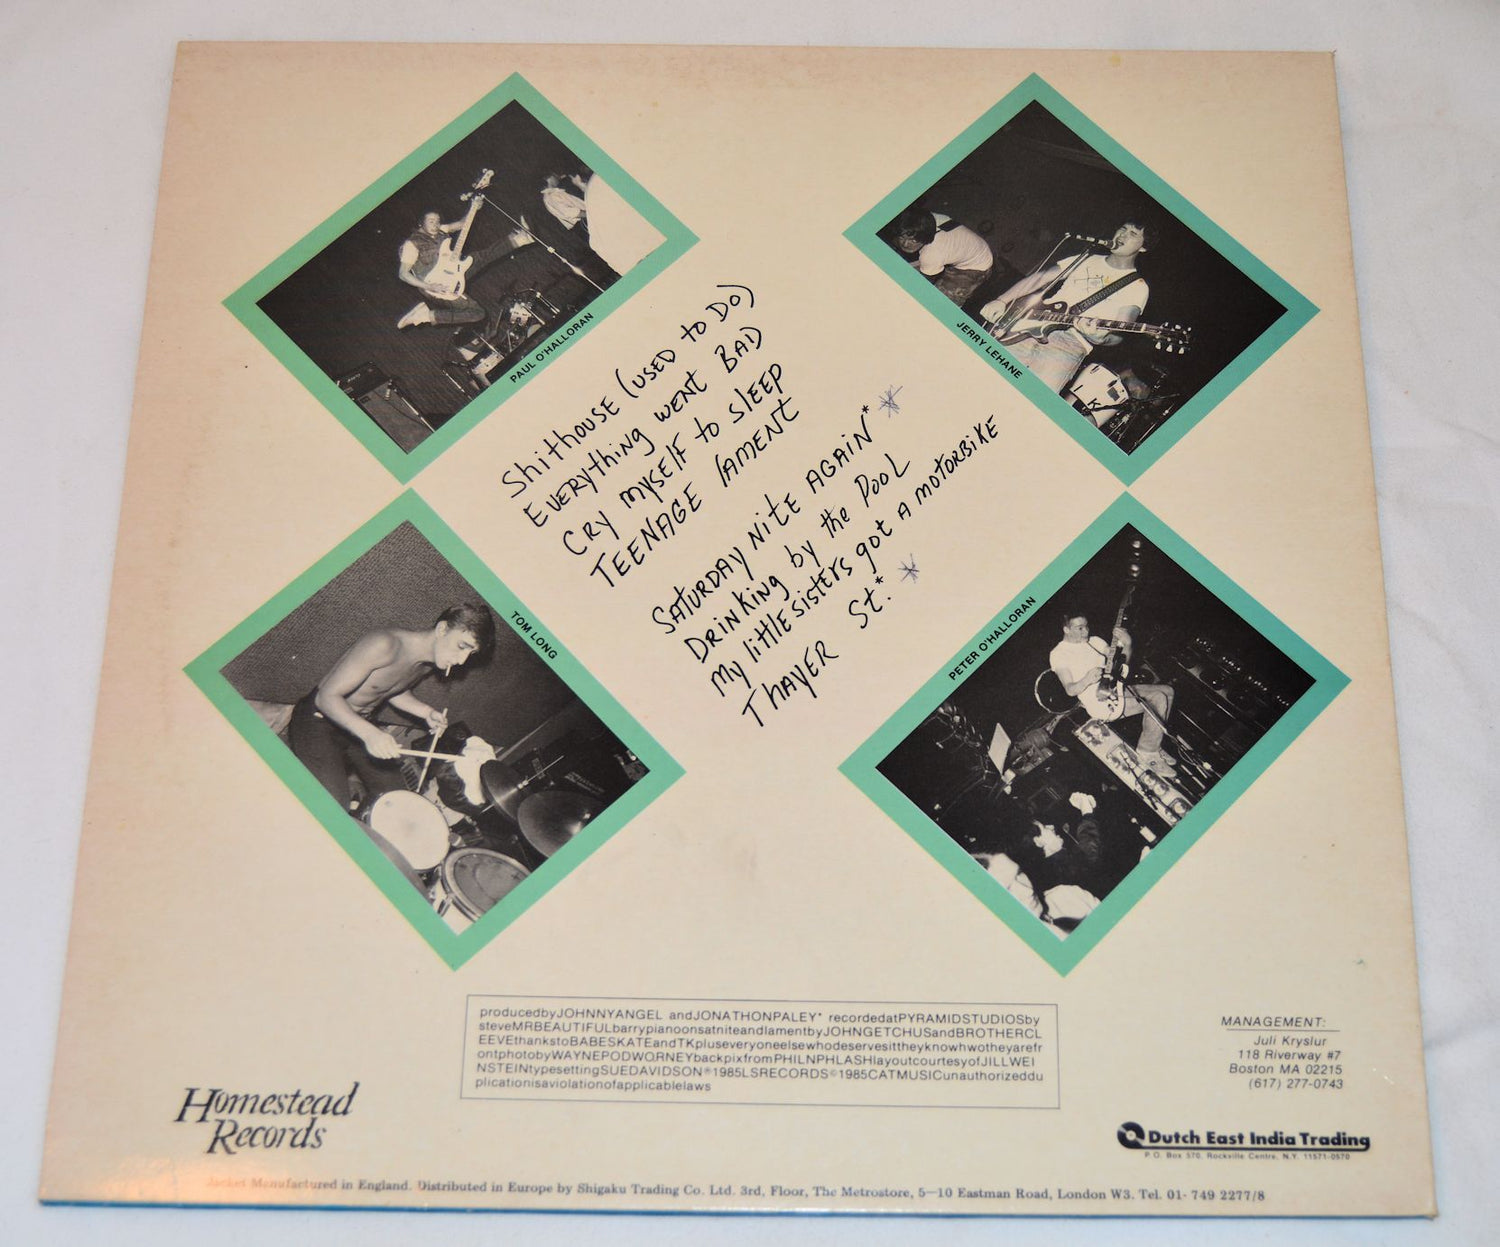 PAUL O'HALLORAN
JERRY LEHANE
Shithouse (used to Do)
Everything went BAD
Cry myself to sleep
TEENAGE lAMENT
SATURDAY NitE AGAiN*
DRiNKing by the PooL
My little sisters got A MOTORBIKE
ThAYER St.*
TOM LONG
PETER O'HALLORAN
producedbyJOHNNYANGEL andJONATHONPALEY* recordedatPYRAMIDSTUDIOSby
steveMRBEAUTIFULbarrypianoonsatniteandlamentbyJOHNGETCHUSandBROTHERCL
EEVEthankstoBABESKATEandTKpluseveryoneelsewhodeservesittheyknowhwotheyarefr
ontphotobyWAYNEPODWORNEYbackpixfromPHILNPHLASHlayoutcourtesyofJILLWEI
NSTEINtypesettingSUEDAVIDSON®1985LSRECORDS©1985CATMUSICunauthorizeddu
plicationisaviolationofapplicablelaws
MANAGEMENT:
Juli Kryslur
118 Riverway #7
Boston MA 02215
(617) 277-0743
Homestead
Records
Dutch East India Trading
P.O. Box 570, Rockville Centre, N.Y. 11571-0570
Jacket Manufactured in England. Distributed in Europe by Shigaku Trading Co. Ltd. 3rd, Floor, The Metrostore, 5—10 Eastman Road, London W3. Tel. 01- 749 2277/8